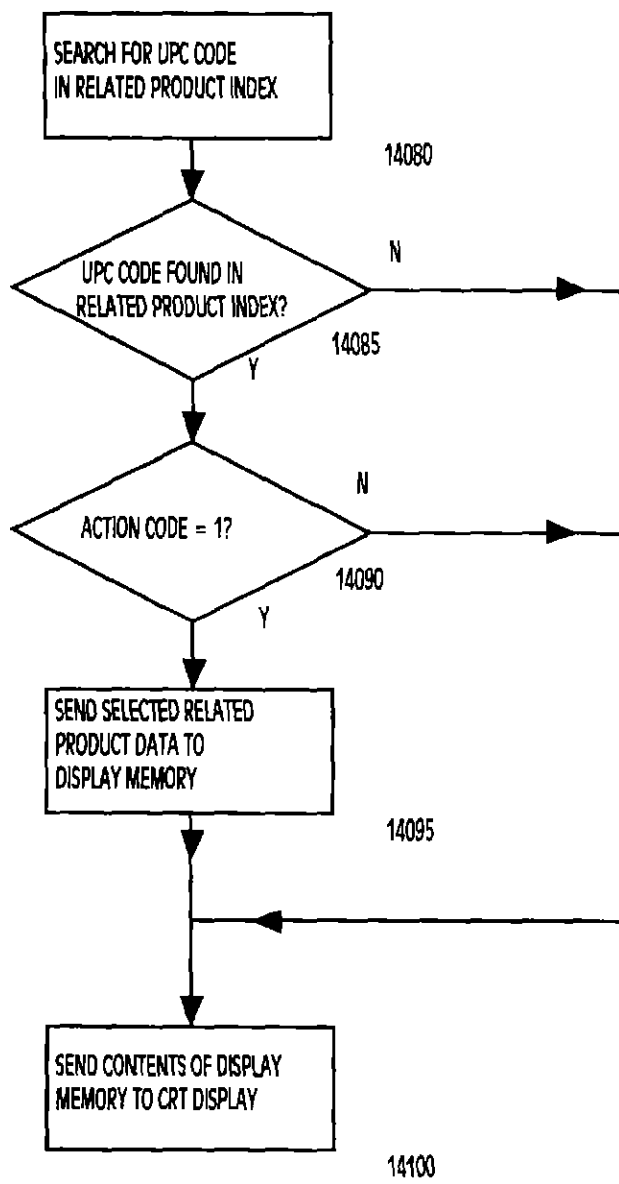 SEARCH FOR UPC CODE
IN RELATED PRODUCT INDEX
14080
N
UPC CODE FOUND IN
RELATED PRODUCT INDEX?
14085
Y
N
ACTION CODE = 1?
14090
Y
SEND SELECTED RELATED
PRODUCT DATA TO
DISPLAY MEMORY
14095
SEND CONTENTS OF DISPLAY
MEMORY TO CRT DISPLAY
14100